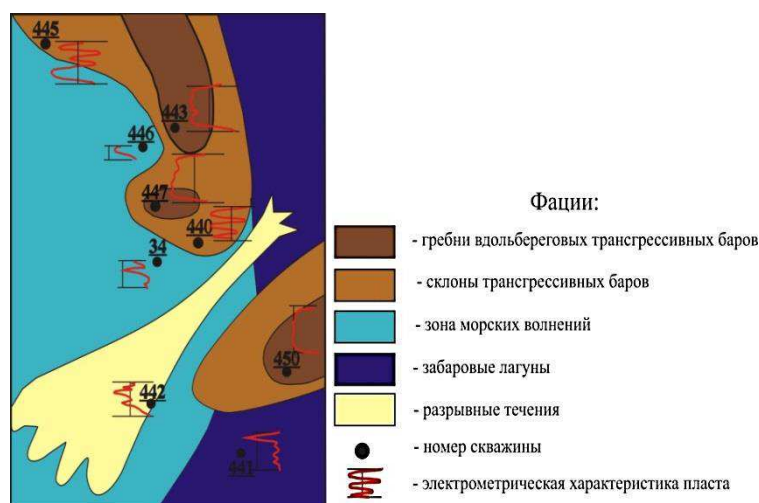 445
443
446
447
440
34
450
442
441
Фации:
- гребни вдольбереговых трансгрессивных баров
- склоны трансгрессивных баров
- зона морских волнений
- забаровые лагуны
- разрывные течения
- номер скважины
- электрометрическая характеристика пласта